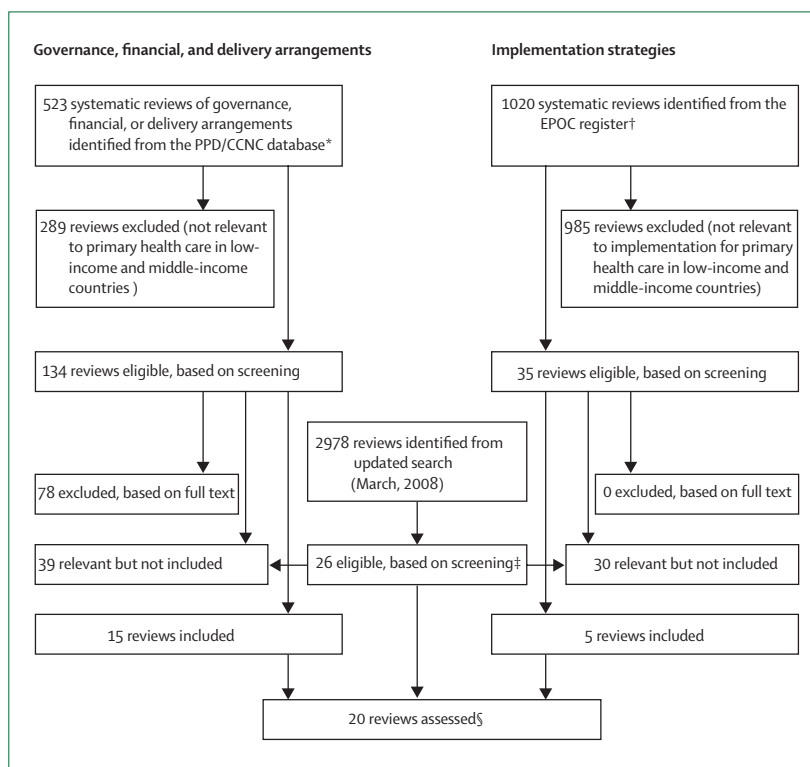 Governance, financial, and delivery arrangements
Implementation strategies
523 systematic reviews of governance,
financial, or delivery arrangements
identified from the PPD/CCNC database*
1020 systematic reviews identified from the
EPOC register†
289 reviews excluded (not relevant
to primary health care in low-
income and middle-income
countries )
985 reviews excluded (not relevant
to implementation for primary
health care in low-income and
middle-income countries)
134 reviews eligible, based on screening
35 reviews eligible, based on screening
2978 reviews identified from
updated search
(March, 2008)
78 excluded, based on full text
0 excluded, based on full text
39 relevant but not included
26 eligible, based on screening‡
30 relevant but not included
15 reviews included
5 reviews included
20 reviews assessed§